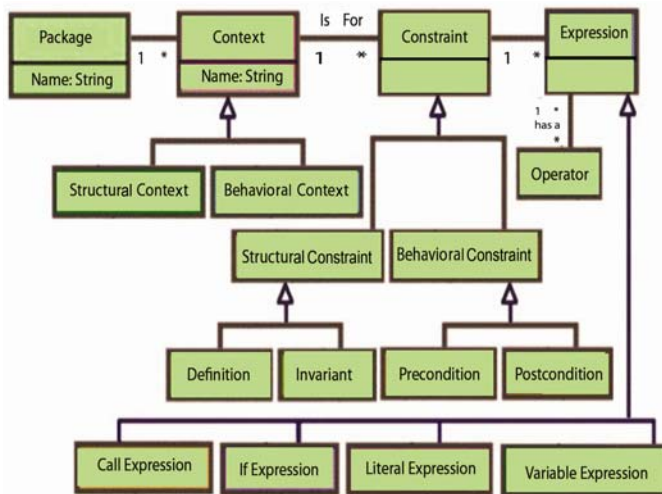 Is For
Package
Context
Constraint
Expression
1 *
1 *
1 *
Name: String
Name: String
1 *
has a
*
Structural Context
Behavioral Context
Operator
Structural Constraint
Behavioral Constraint
Definition
Invariant
Precondition
Postcondition
Call Expression
If Expression
Literal Expression
Variable Expression